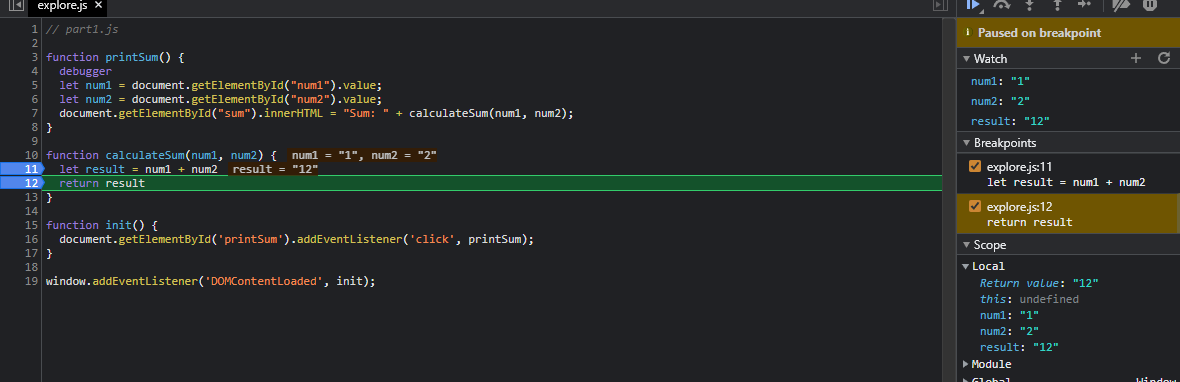 explore.js ×
1 // part1.js
2
3 function printSum() {
4 debugger
5 let num1 = document.getElementById("num1").value;
6 let num2 = document.getElementById("num2").value;
7 document.getElementById("sum").innerHTML = "Sum: " + calculateSum(num1, num2);
8 }
9
10 function calculateSum(num1, num2) { num1 = "1", num2 = "2"
11 let result = num1 + num2 result = "12"
12 return result
13 }
14
15 function init() {
16 document.getElementById('printSum').addEventListener('click', printSum);
17 }
18
19 window.addEventListener('DOMContentLoaded', init);
Paused on breakpoint
Watch
num1: "1"
num2: "2"
result: "12"
Breakpoints
explore.js:11
let result = num1 + num2
explore.js:12
return result
Scope
Local
Return value: "12"
this: undefined
num1: "1"
num2: "2"
result: "12"
Module
Global Window